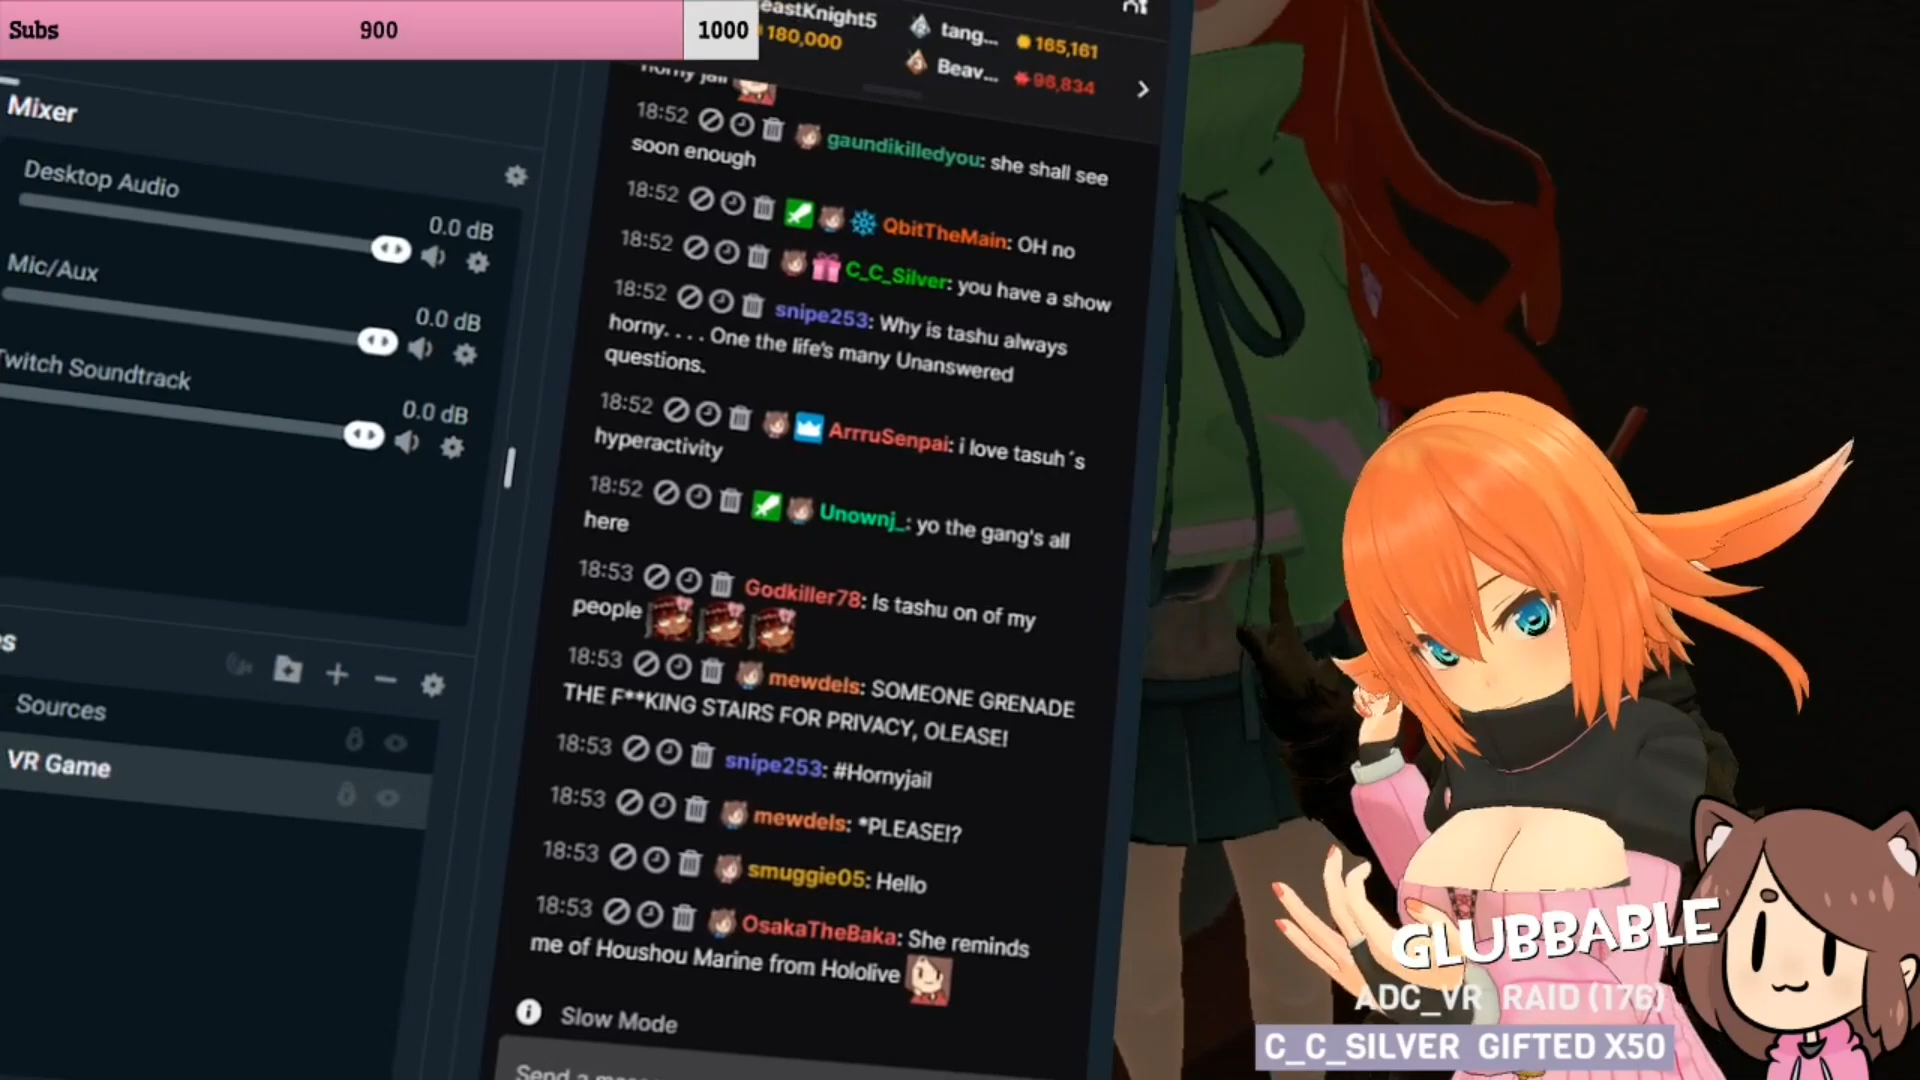 Subs 900 1000
eastKnight5
180,000
tang... 165,161
Beav... 96,834
Mixer
Desktop Audio
0.0 dB
Mic/Aux
0.0 dB
Twitch Soundtrack
0.0 dB
s
Sources
VR Game
horny jail
18:52 gaundikilledyou: she shall see
soon enough
18:52 QbitTheMain: OH no
18:52 C_C_Silver: you have a show
18:52 snipe253: Why is tashu always
horny. . . . One the life's many Unanswered
questions.
18:52 ArrruSenpai: i love tasuh´s
hyperactivity
18:52 Unownj_: yo the gang's all
here
18:53 Godkiller78: Is tashu on of my
people
18:53 mewdels: SOMEONE GRENADE
THE F**KING STAIRS FOR PRIVACY, OLEASE!
18:53 snipe253: #Hornyjail
18:53 mewdels: *PLEASE!?
18:53 smuggie05: Hello
18:53 OsakaTheBaka: She reminds
me of Houshou Marine from Hololive
Slow Mode
Send a
GLUBBABLE
ADC_VR RAID (176)
C_C_SILVER GIFTED X50